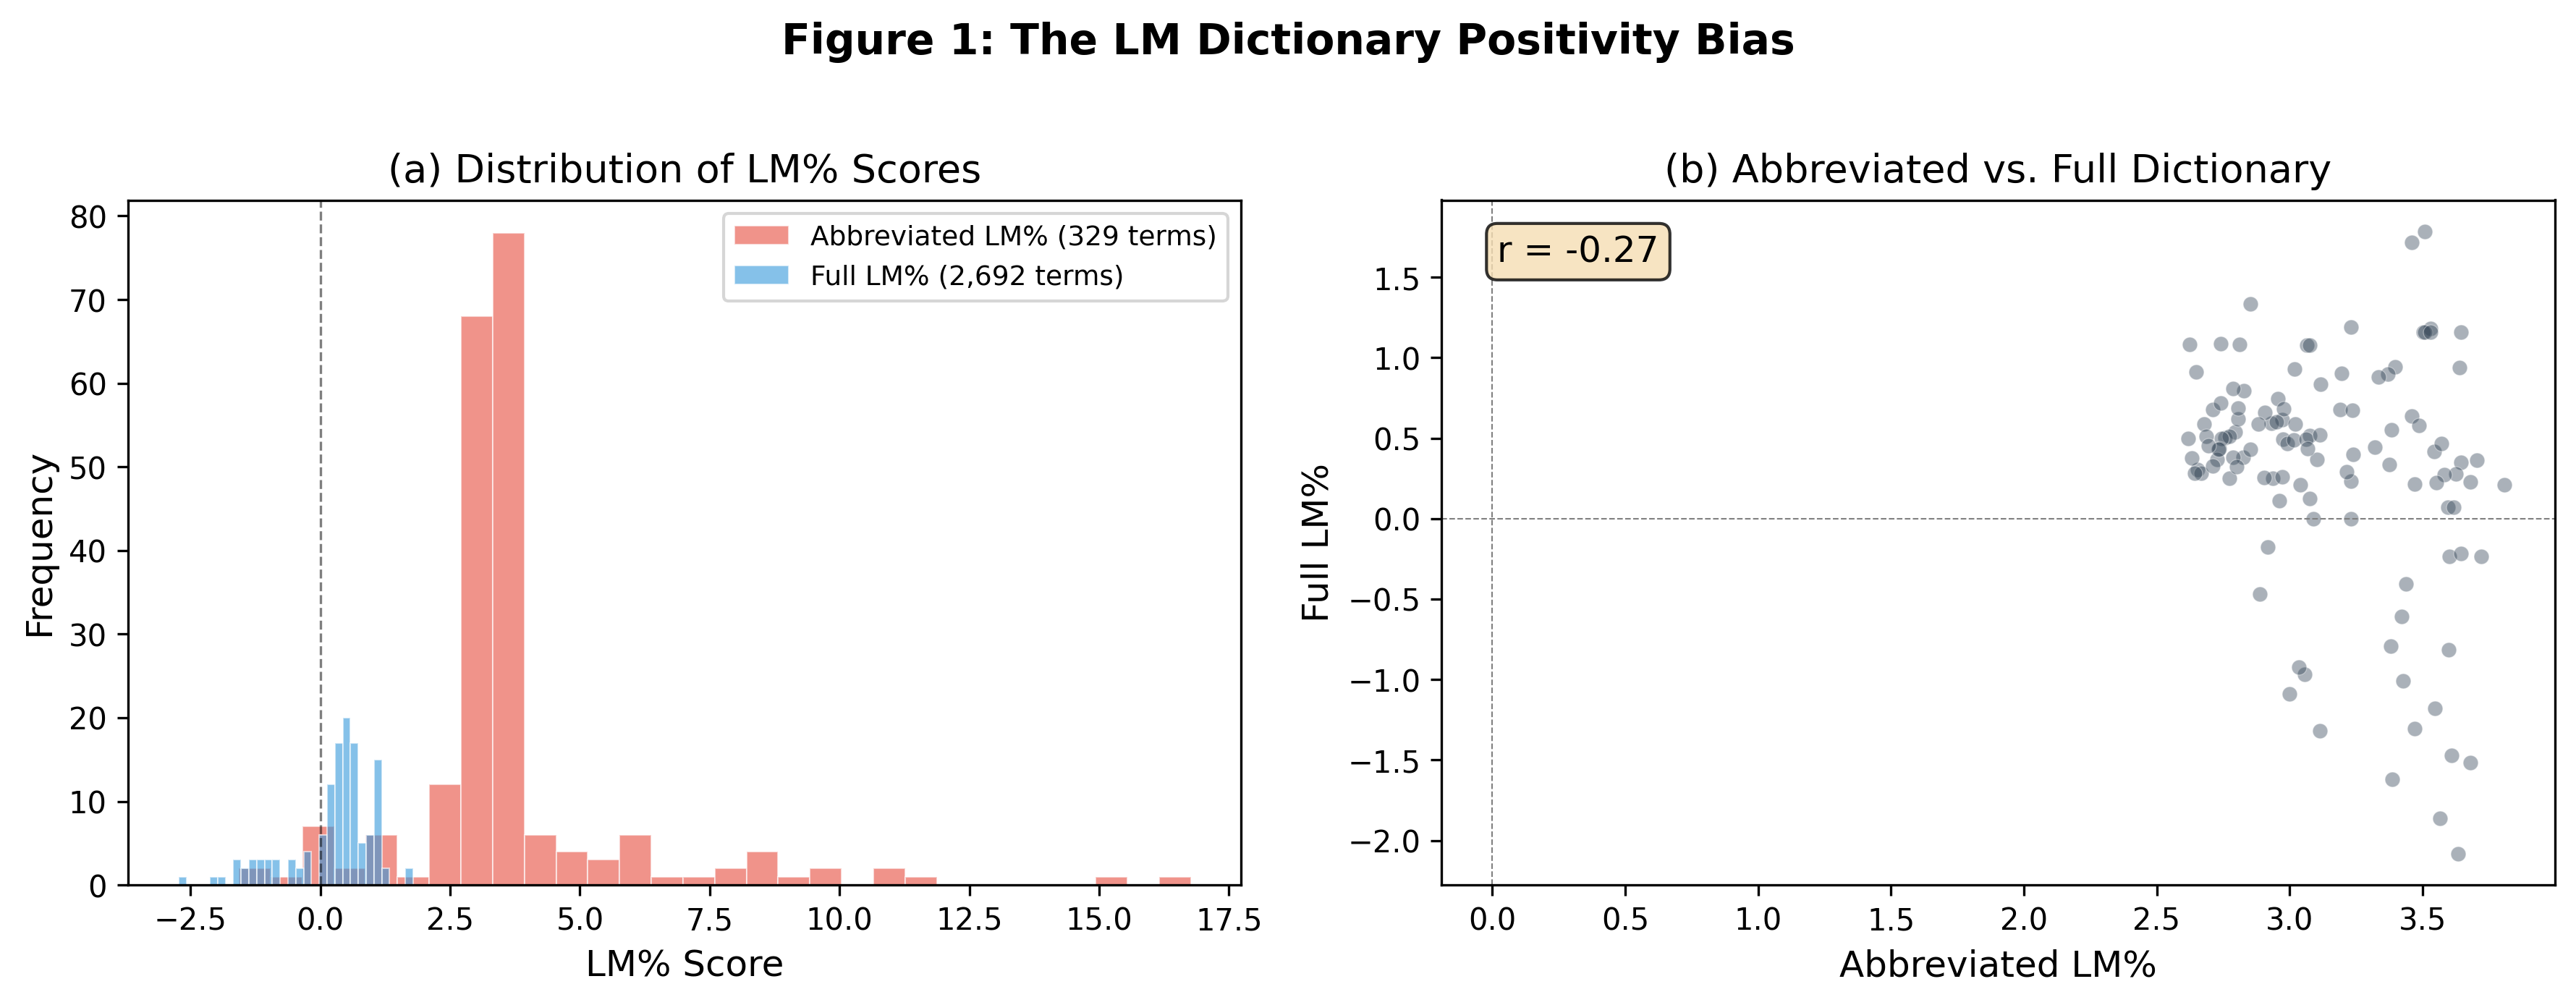 Figure 1: The LM Dictionary Positivity Bias
(a) Distribution of LM% Scores
80
70
60
50
40
30
20
10
0
Frequency
Abbreviated LM% (329 terms)
Full LM% (2,692 terms)
−2.5 0.0 2.5 5.0 7.5 10.0 12.5 15.0 17.5
LM% Score
(b) Abbreviated vs. Full Dictionary
r = -0.27
1.5
1.0
0.5
0.0
−0.5
−1.0
−1.5
−2.0
Full LM%
0.0 0.5 1.0 1.5 2.0 2.5 3.0 3.5
Abbreviated LM%